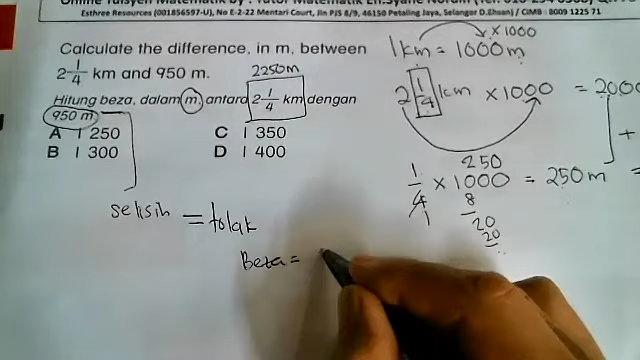 Esthree Resources (001856597-U), No E-2-22 Mentari Court, Jln PJS 8/9, 46150 Petaling Jaya, Selangor D.Ehsan) / CIMB : 8009 1225 71
Calculate the difference, in m, between
2 1/4 km and 950 m.
2250m
Hitung beza, dalam m, antara 2 1/4 km dengan
950 m.
A 1 250
B 1 300
C 1 350
D 1 400
selisih = tolak
Beza =
×1000
1km = 1000m
2 1/4 km ×1000 = 2000
+
250
1/4 × 1000 = 250m =
1
8
20
20